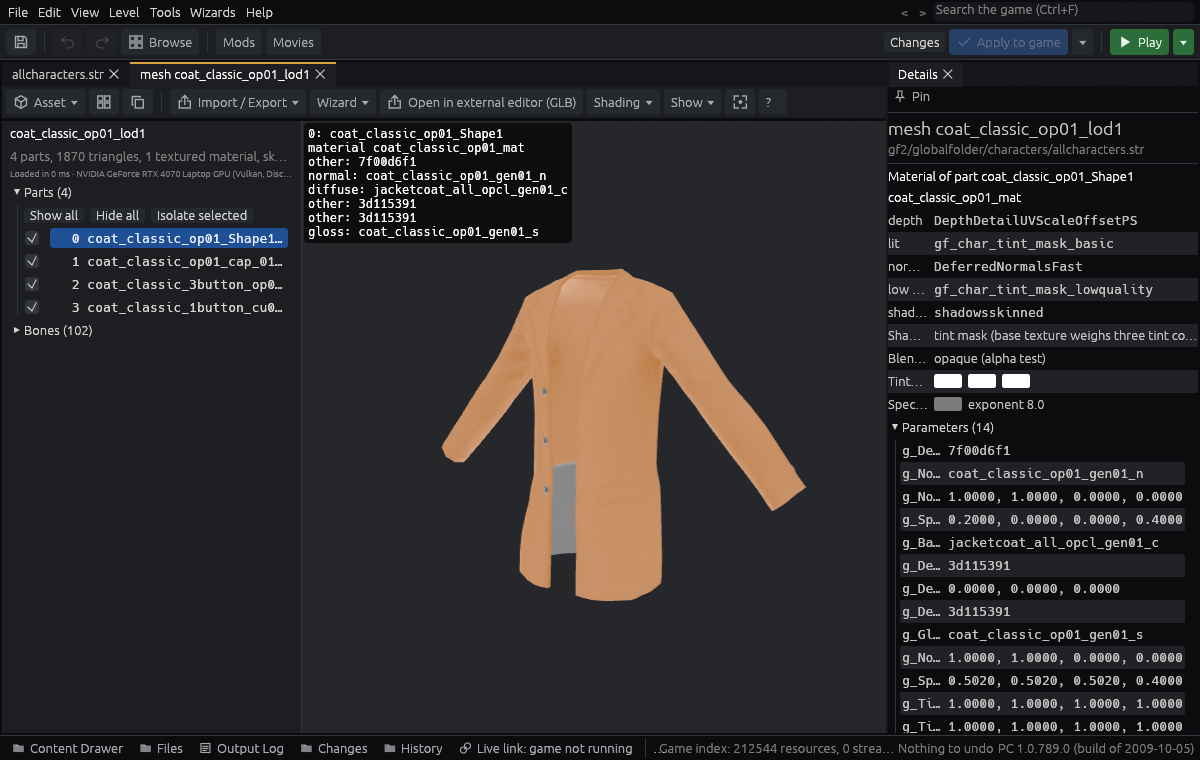 File Edit View Level Tools Wizards Help
< > Search the game (Ctrl+F)
Browse Mods Movies Changes Apply to game Play
allcharacters.str mesh coat_classic_op01_lod1 Details
Asset Import / Export Wizard Open in external editor (GLB) Shading Show ?
Pin
coat_classic_op01_lod1
4 parts, 1870 triangles, 1 textured material, sk...
Loaded in 0 ms · NVIDIA GeForce RTX 4070 Laptop GPU (Vulkan, Disc...
Parts (4)
Show all Hide all Isolate selected
0 coat_classic_op01_Shape1...
1 coat_classic_op01_cap_01...
2 coat_classic_3button_op0...
3 coat_classic_1button_cu0...
Bones (102)
0: coat_classic_op01_Shape1
material coat_classic_op01_mat
other: 7f00d6f1
normal: coat_classic_op01_gen01_n
diffuse: jacketcoat_all_opcl_gen01_c
other: 3d115391
other: 3d115391
gloss: coat_classic_op01_gen01_s
mesh coat_classic_op01_lod1
gf2/globalfolder/characters/allcharacters.str
Material of part coat_classic_op01_Shape1
coat_classic_op01_mat
depth DepthDetailUVScaleOffsetPS
lit gf_char_tint_mask_basic
nor... DeferredNormalsFast
low ... gf_char_tint_mask_lowquality
shad... shadowsskinned
Sha... tint mask (base texture weighs three tint co...
Blen... opaque (alpha test)
Tint...
Spec... exponent 8.0
Parameters (14)
g_De... 7f00d6f1
g_No... coat_classic_op01_gen01_n
g_No... 1.0000, 1.0000, 0.0000, 0.0000
g_Sp... 0.2000, 0.0000, 0.0000, 0.4000
g_Ba... jacketcoat_all_opcl_gen01_c
g_De... 3d115391
g_De... 0.0000, 0.0000, 0.0000
g_De... 3d115391
g_Gl... coat_classic_op01_gen01_s
g_No... 1.0000, 1.0000, 0.0000, 0.0000
g_Sp... 0.5020, 0.5020, 0.5020, 0.4000
g_Ti... 1.0000, 1.0000, 1.0000, 1.0000
g_Ti... 1.0000, 1.0000, 1.0000, 1.0000
Content Drawer Files Output Log Changes History Live link: game not running ...Game index: 212544 resources, 0 strea... Nothing to undo PC 1.0.789.0 (build of 2009-10-05)